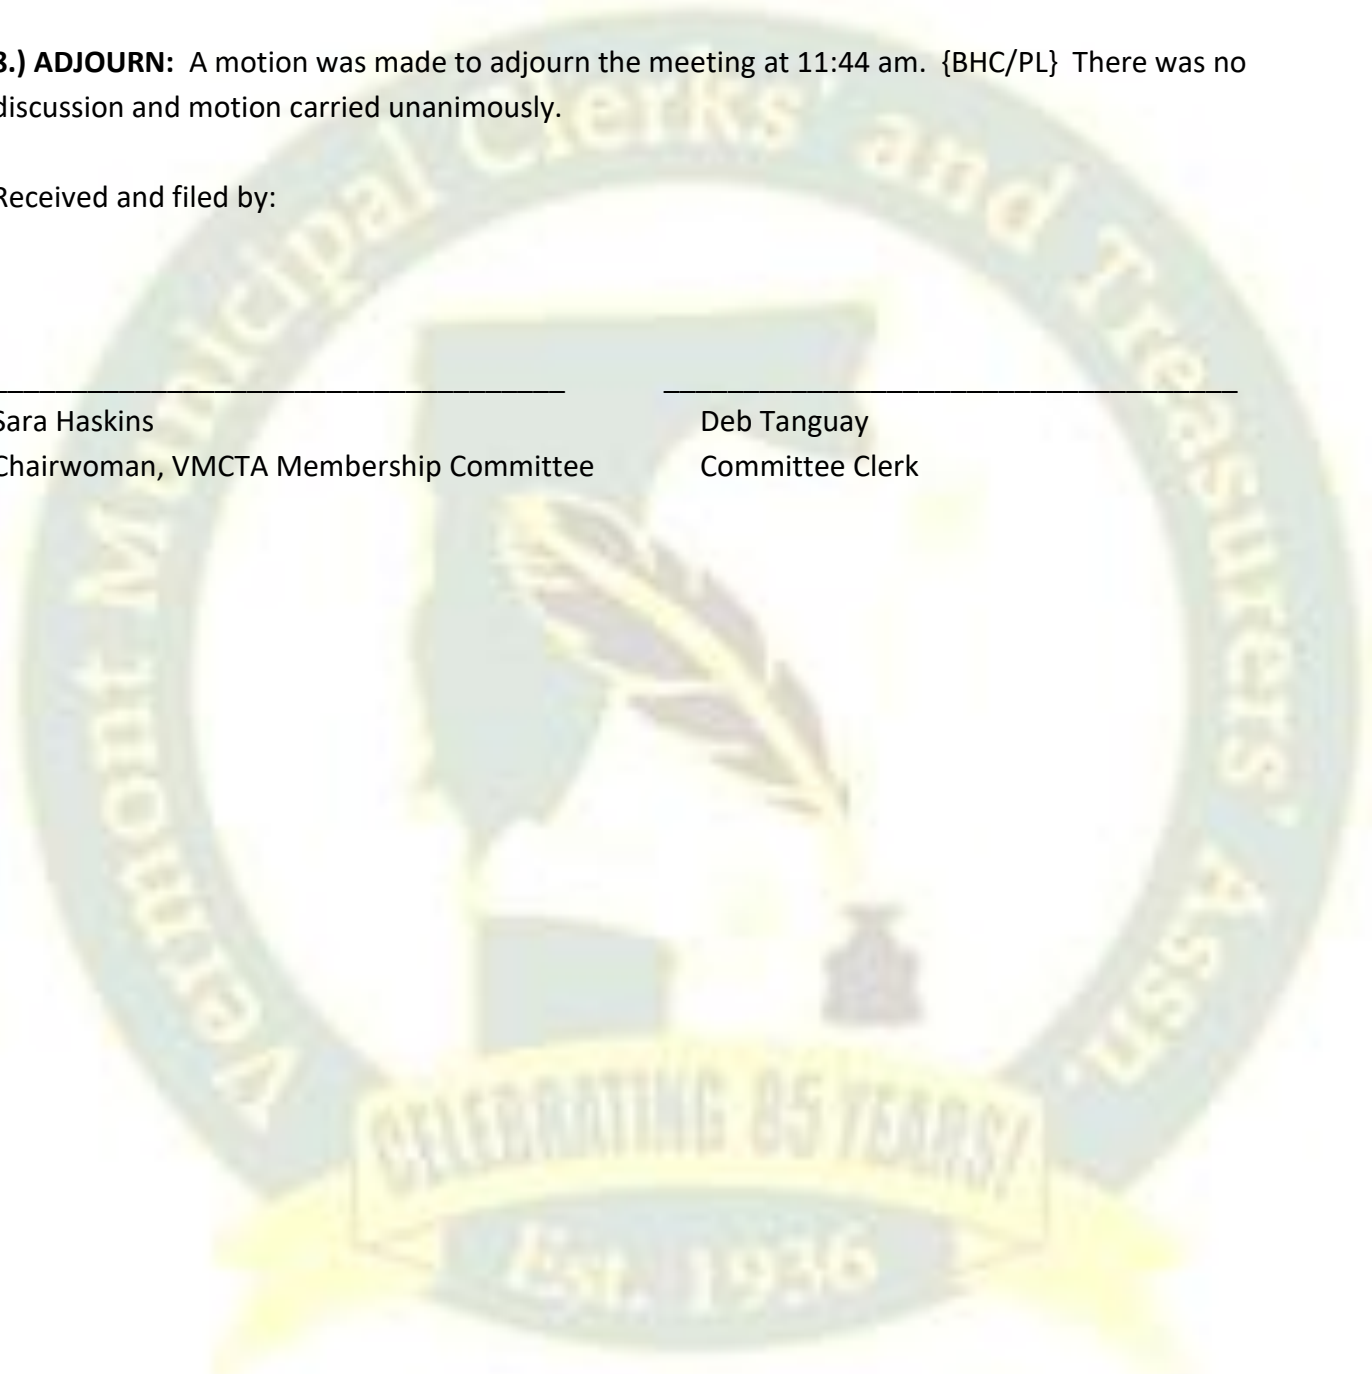 8.) ADJOURN: A motion was made to adjourn the meeting at 11:44 am. {BHC/PL} There was no
discussion and motion carried unanimously.
Received and filed by:
Sara Haskins
Deb Tanguay
Chairwoman, VMCTA Membership Committee
Committee Clerk
Vermont Municipal Clerks' and Treasurers' Assn.
CELEBRATING 85 YEARS!
Est. 1936